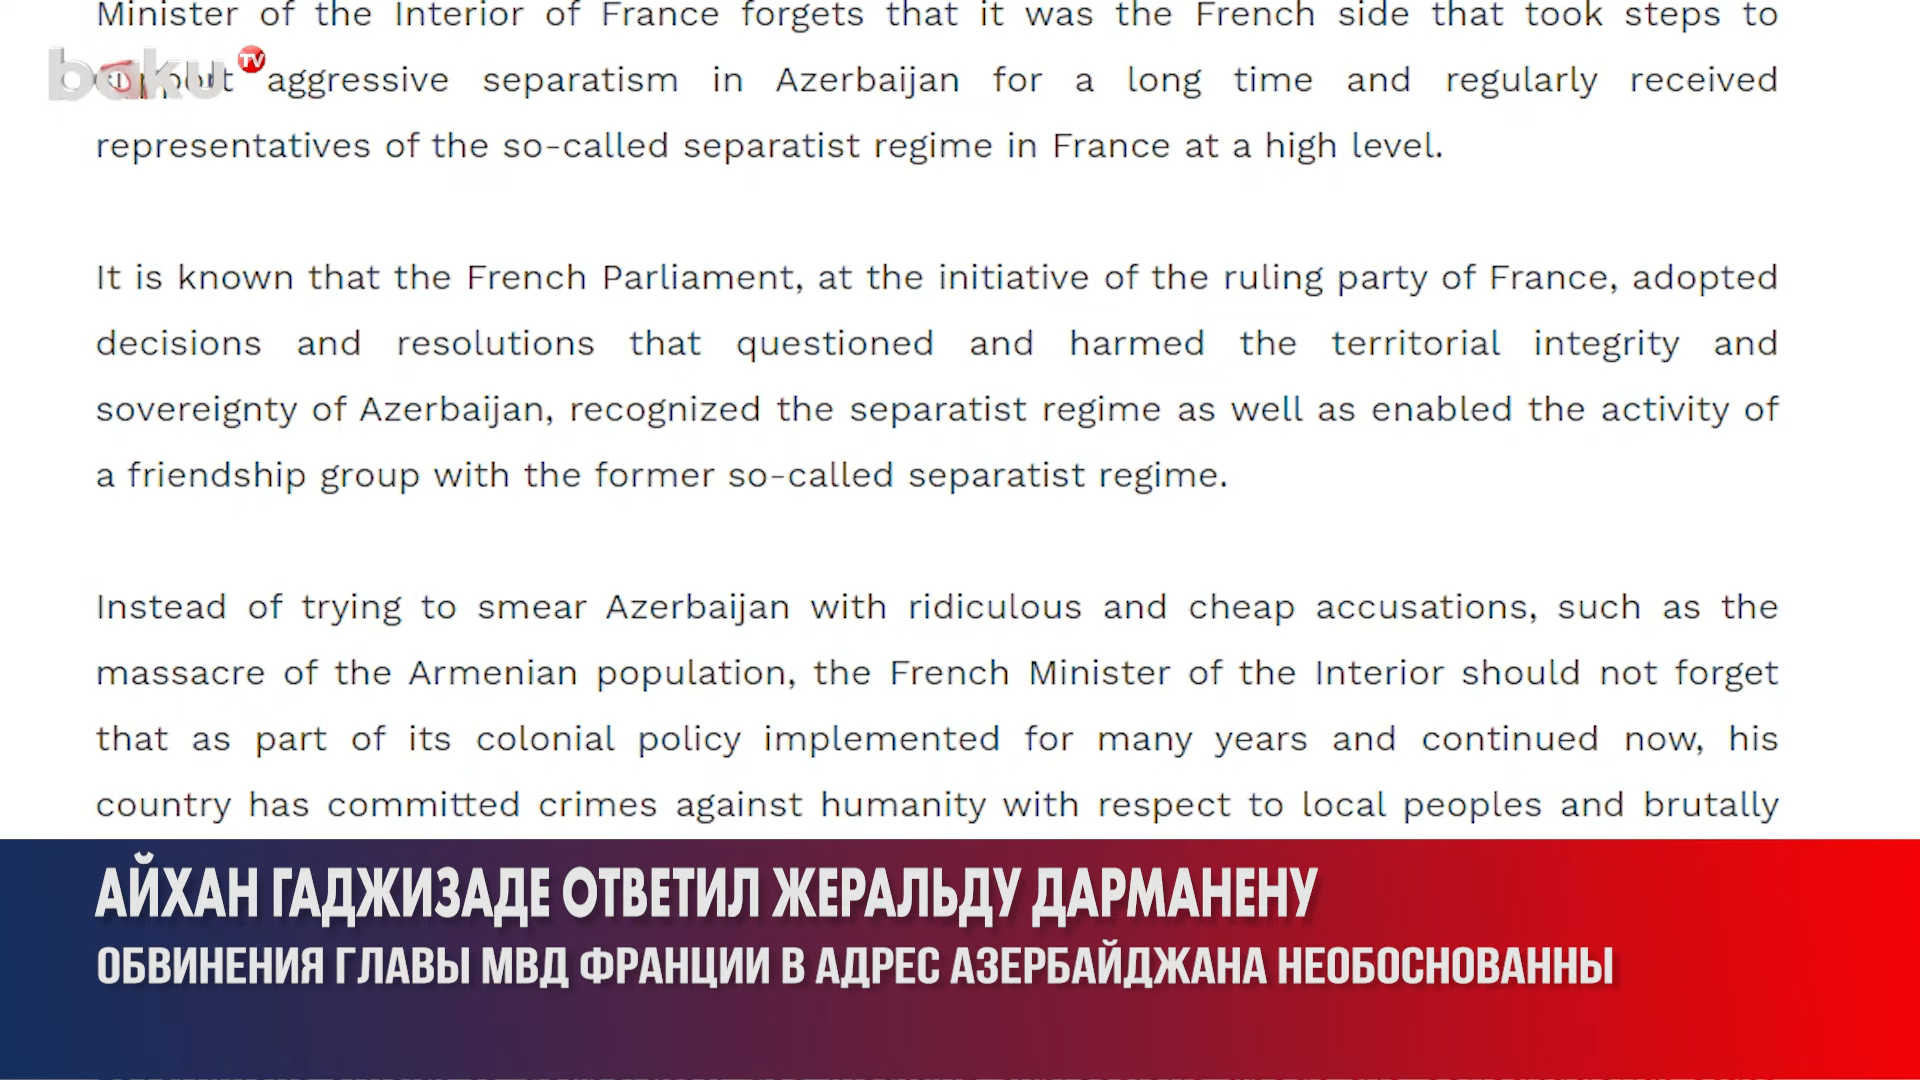 Minister of the Interior of France forgets that it was the French side that took steps to
baku TV
support aggressive separatism in Azerbaijan for a long time and regularly received
representatives of the so-called separatist regime in France at a high level.
It is known that the French Parliament, at the initiative of the ruling party of France, adopted
decisions and resolutions that questioned and harmed the territorial integrity and
sovereignty of Azerbaijan, recognized the separatist regime as well as enabled the activity of
a friendship group with the former so-called separatist regime.
Instead of trying to smear Azerbaijan with ridiculous and cheap accusations, such as the
massacre of the Armenian population, the French Minister of the Interior should not forget
that as part of its colonial policy implemented for many years and continued now, his
country has committed crimes against humanity with respect to local peoples and brutally
АЙХАН ГАДЖИЗАДЕ ОТВЕТИЛ ЖЕРАЛЬДУ ДАРМАНЕНУ
ОБВИНЕНИЯ ГЛАВЫ МВД ФРАНЦИИ В АДРЕС АЗЕРБАЙДЖАНА НЕОБОСНОВАННЫ